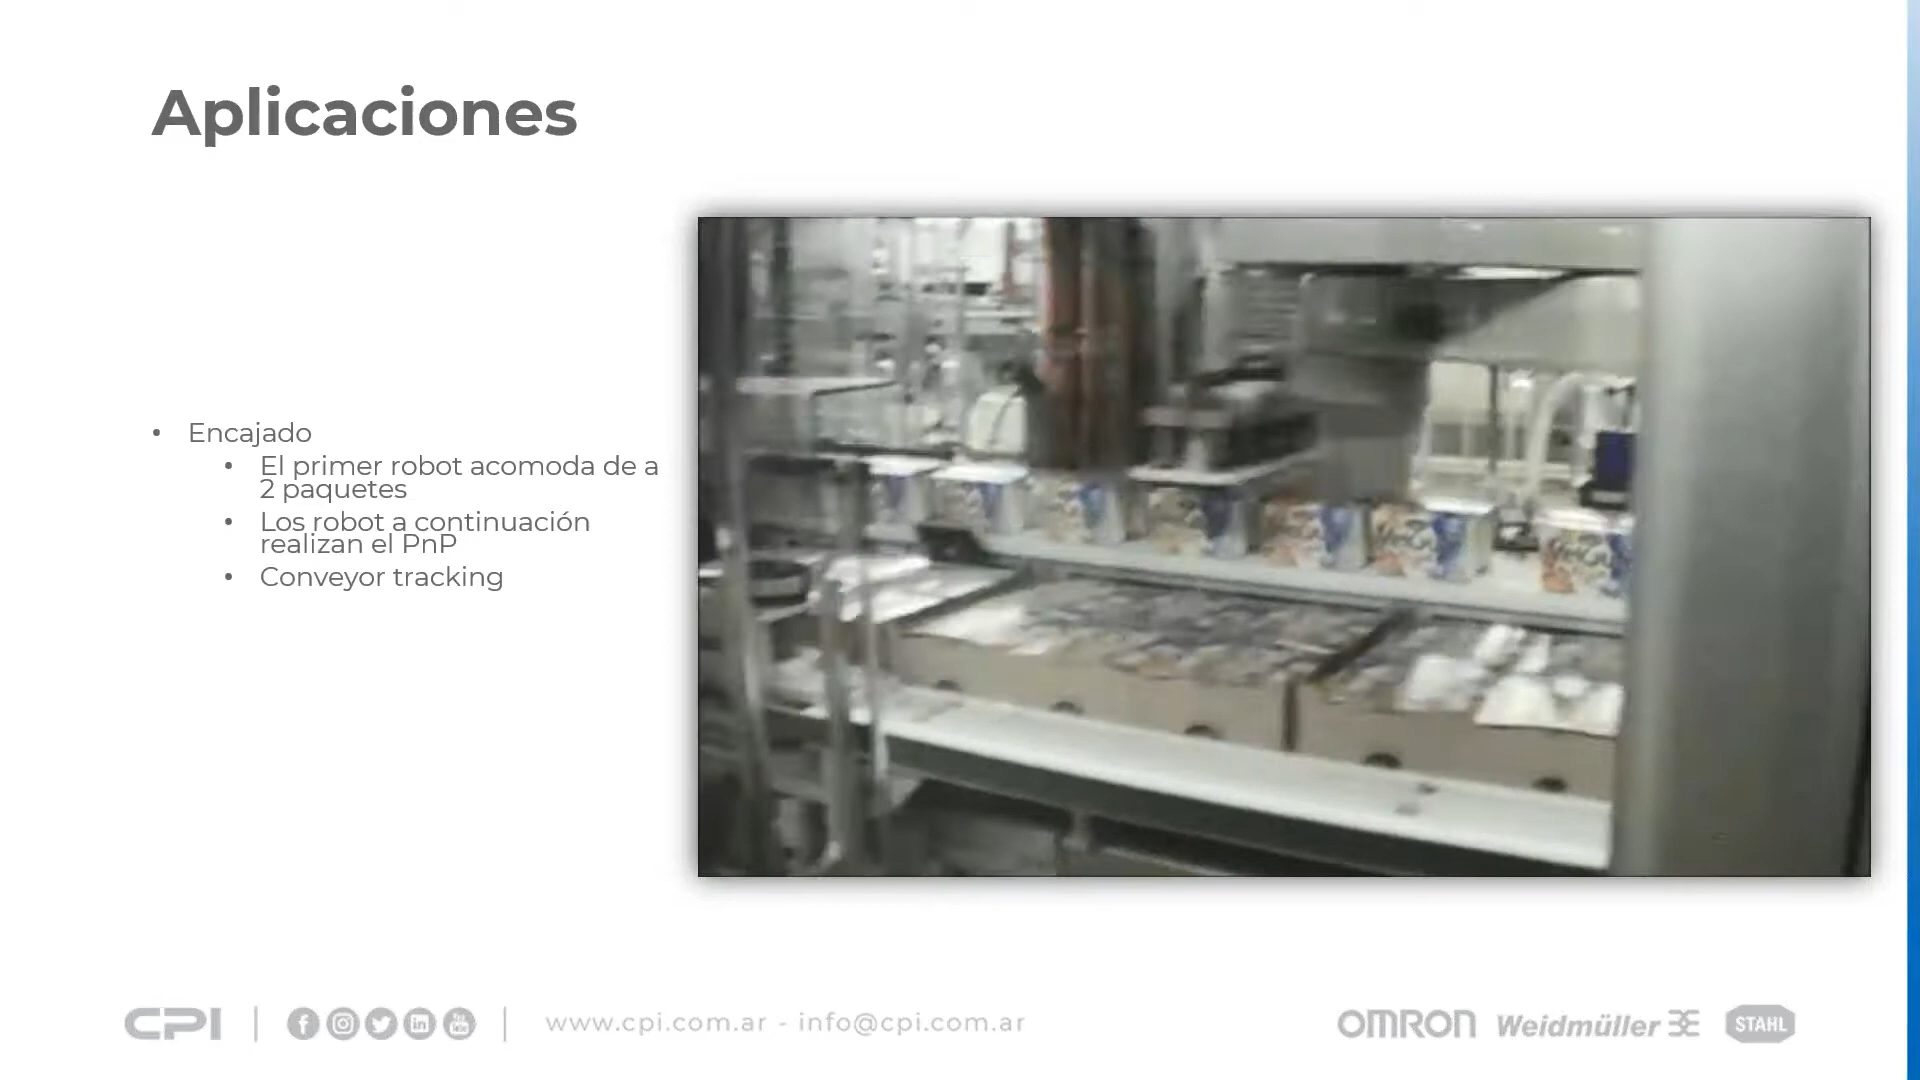 Aplicaciones
• Encajado
• El primer robot acomoda de a
2 paquetes
• Los robot a continuación
realizan el PnP
• Conveyor tracking
CPI | | www.cpi.com.ar - info@cpi.com.ar
OMRON Weidmüller STAHL